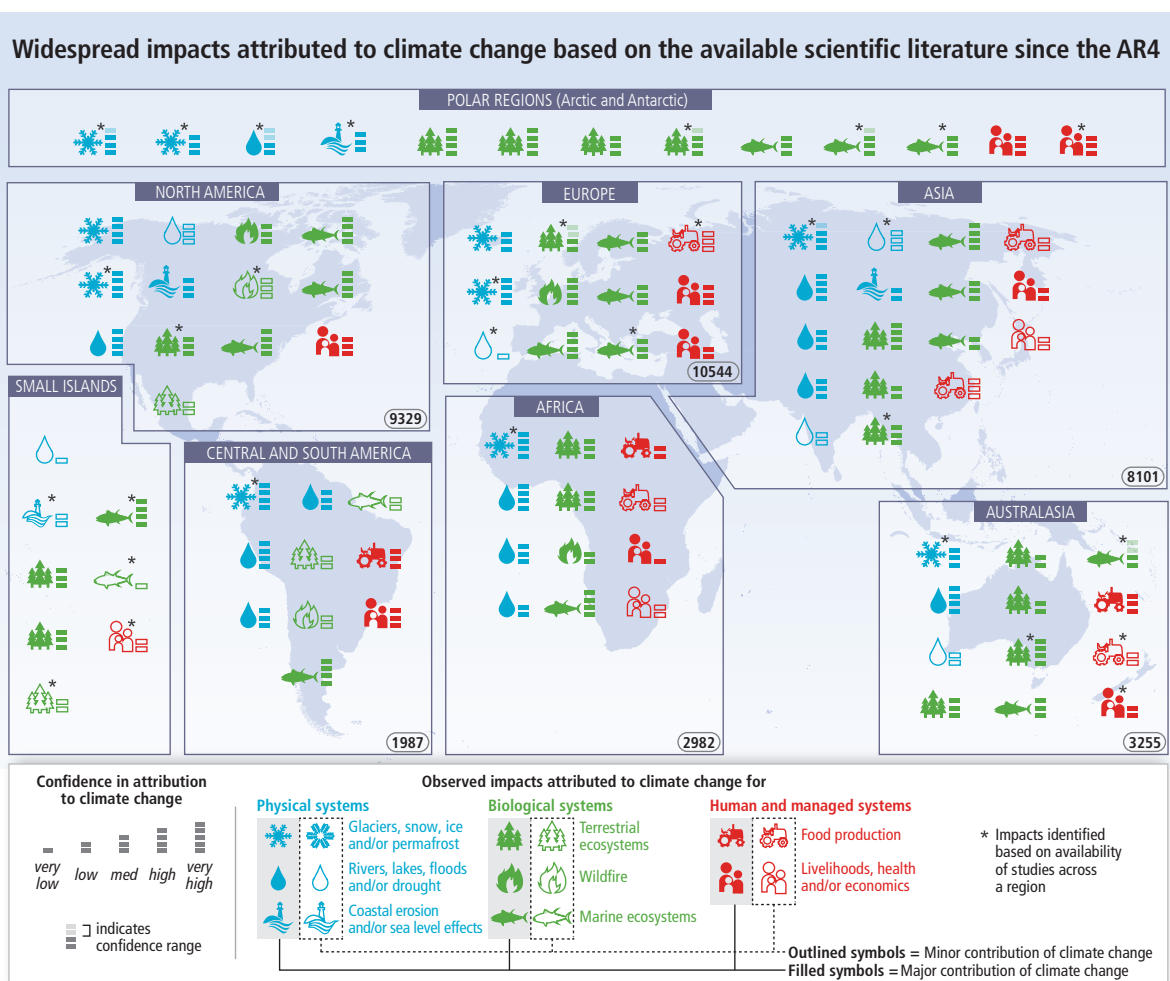 Widespread impacts attributed to climate change based on the available scientific literature since the AR4
POLAR REGIONS (Arctic and Antarctic)
* * * * * * * *
NORTH AMERICA
* * *
9329
EUROPE
* * * * *
10544
ASIA
* * *
8101
SMALL ISLANDS
* * * * *
CENTRAL AND SOUTH AMERICA
*
1987
AFRICA
*
2982
AUSTRALASIA
* * * * *
3255
Confidence in attribution
to climate change
very
low
low
med
high
very
high
indicates
confidence range
Observed impacts attributed to climate change for
Physical systems
Glaciers, snow, ice
and/or permafrost
Rivers, lakes, floods
and/or drought
Coastal erosion
and/or sea level effects
Biological systems
Terrestrial
ecosystems
Wildfire
Marine ecosystems
Human and managed systems
Food production
Livelihoods, health
and/or economics
* Impacts identified
based on availability
of studies across
a region
Outlined symbols = Minor contribution of climate change
Filled symbols = Major contribution of climate change